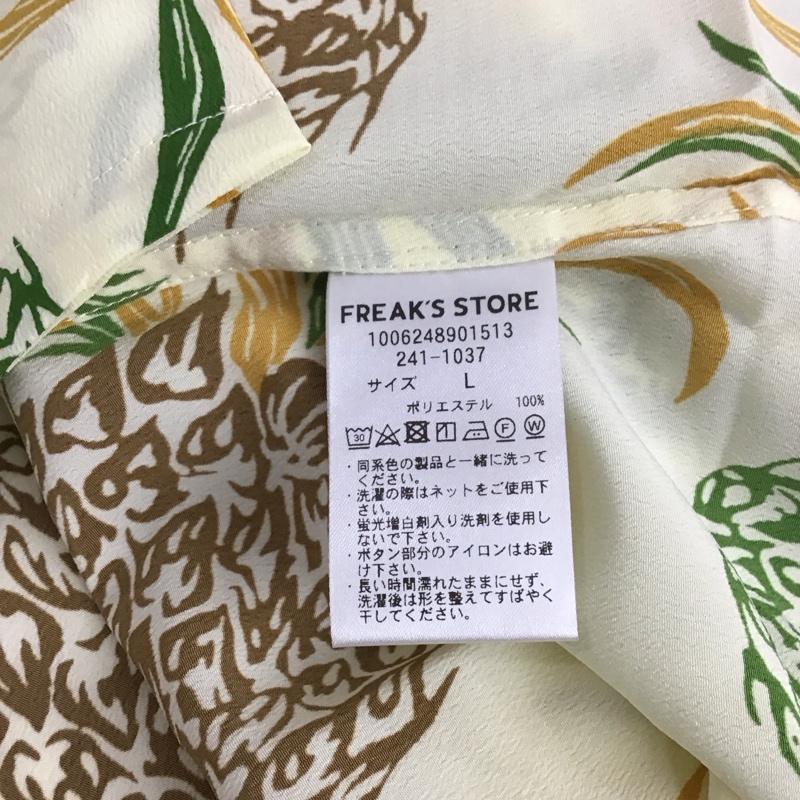 FREAK'S STORE
1006248901513
241-1037
サイズ L
ポリエステル 100%
30 F W
・同系色の製品と一緒に洗って
ください。
・洗濯の際はネットをご使用下
さい。
・蛍光増白剤入り洗剤を使用し
ないで下さい。
・ボタン部分のアイロンはお避
け下さい。
・長い時間濡れたままにせず、
洗濯後は形を整えてすばやく
干してください。